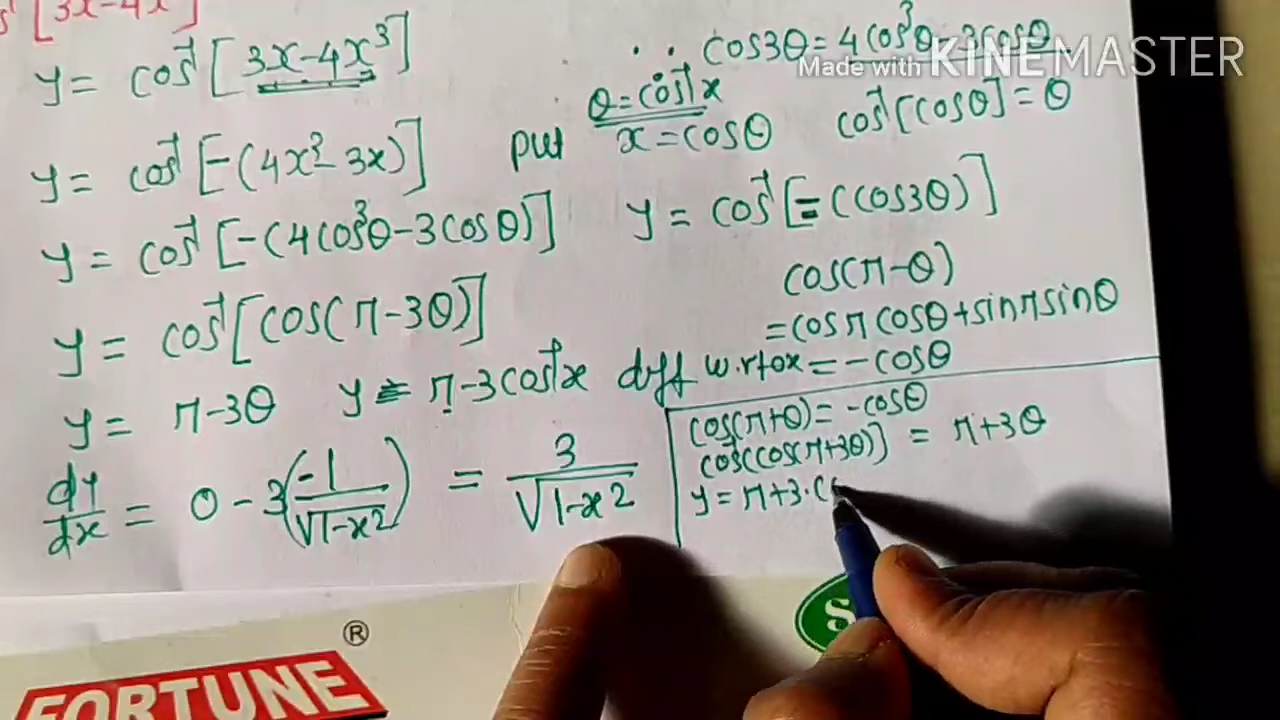 [3x-4x]
y = cos⁻¹[3x-4x³]
y = cos⁻¹[-(4x³-3x)]
y = cos⁻¹[-(4cos³θ-3cosθ)]
y = cos⁻¹[cos(π-3θ)]
y = π-3θ y = π-3cos⁻¹x diff w.r.to x
dy/dx = 0-3(-1/√1-x²) = 3/√1-x²
∴ cos3θ = 4cos³θ-3cosθ
Made with KINEMASTER
θ = cos⁻¹x
put x = cosθ cos⁻¹[cosθ] = θ
y = cos⁻¹[-(cos3θ)]
cos(π-θ)
= cosπ cosθ + sinπ sinθ
= -cosθ
cos(π+θ) = -cosθ
cos⁻¹(cos(π+3θ)] = π+3θ
y = π+3.
®
FORTUNE
S